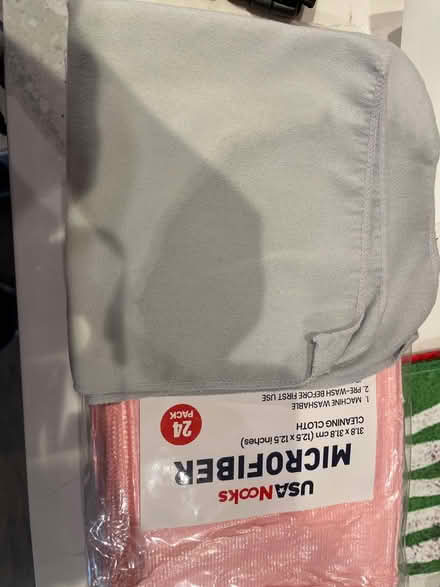 USANooks
MICROFIBER
CLEANING CLOTH
31.8 x 31.8 cm (12.5 x 12.5 inches)
24
PACK
1. MACHINE WASHABLE
2. PRE-WASH BEFORE FIRST USE